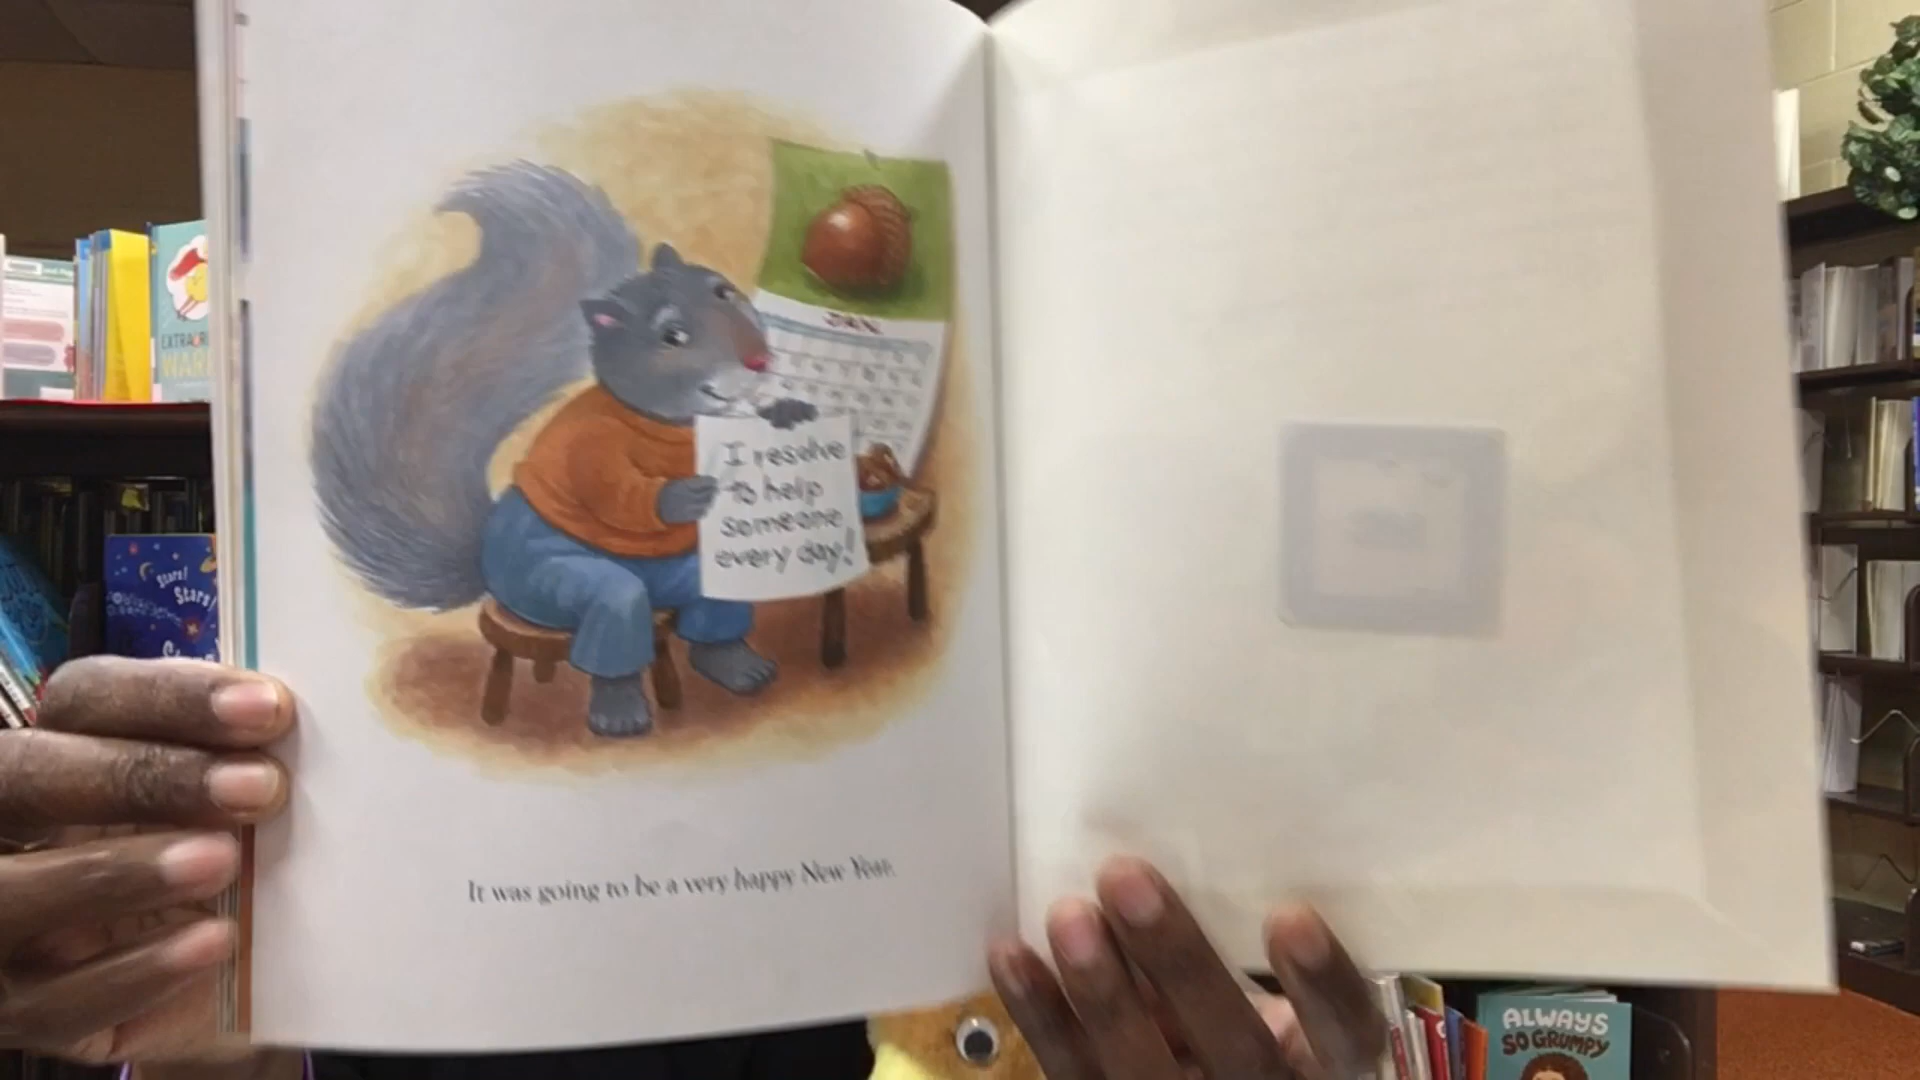 JAN
I resolve
to help
someone
every day!
It was going to be a very happy New Year.
Stars!
Stars!
ALWAYS
SO GRUMPY